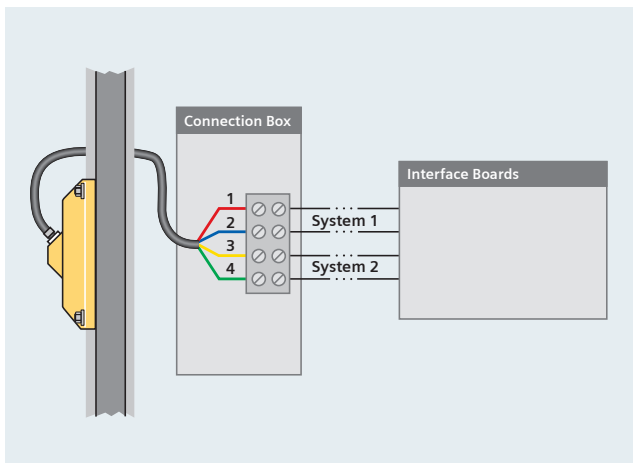 Connection Box
Interface Boards
1
System 1
2
3
System 2
4